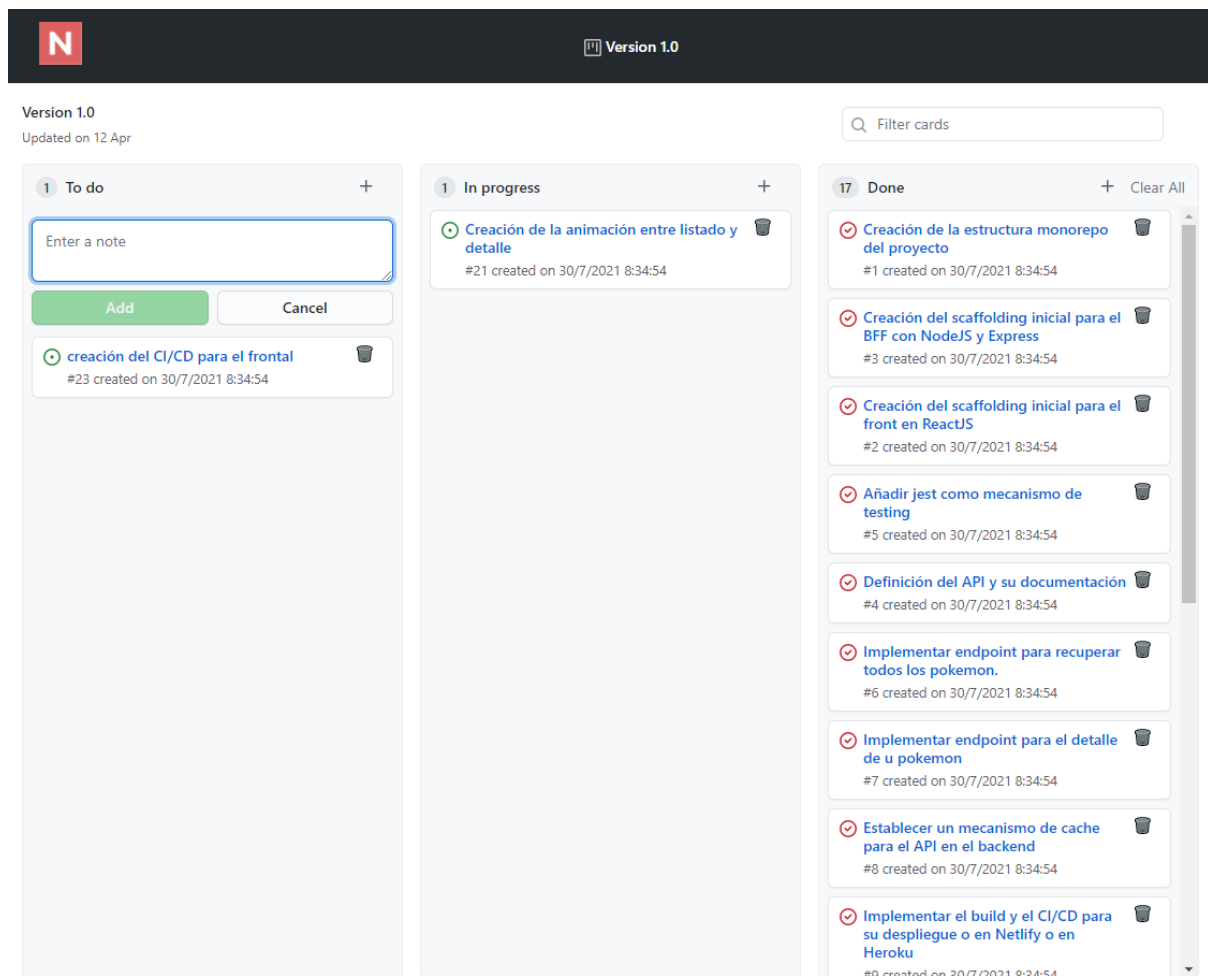 N
Version 1.0
Version 1.0
Updated on 12 Apr
Filter cards
1 To do +
Enter a note
Add Cancel
creación del CI/CD para el frontal
#23 created on 30/7/2021 8:34:54
1 In progress +
Creación de la animación entre listado y
detalle
#21 created on 30/7/2021 8:34:54
17 Done + Clear All
Creación de la estructura monorepo
del proyecto
#1 created on 30/7/2021 8:34:54
Creación del scaffolding inicial para el
BFF con NodeJS y Express
#3 created on 30/7/2021 8:34:54
Creación del scaffolding inicial para el
front en ReactJS
#2 created on 30/7/2021 8:34:54
Añadir jest como mecanismo de
testing
#5 created on 30/7/2021 8:34:54
Definición del API y su documentación
#4 created on 30/7/2021 8:34:54
Implementar endpoint para recuperar
todos los pokemon.
#6 created on 30/7/2021 8:34:54
Implementar endpoint para el detalle
de u pokemon
#7 created on 30/7/2021 8:34:54
Establecer un mecanismo de cache
para el API en el backend
#8 created on 30/7/2021 8:34:54
Implementar el build y el CI/CD para
su despliegue o en Netlify o en
Heroku
#9 created on 30/7/2021 8:34:54